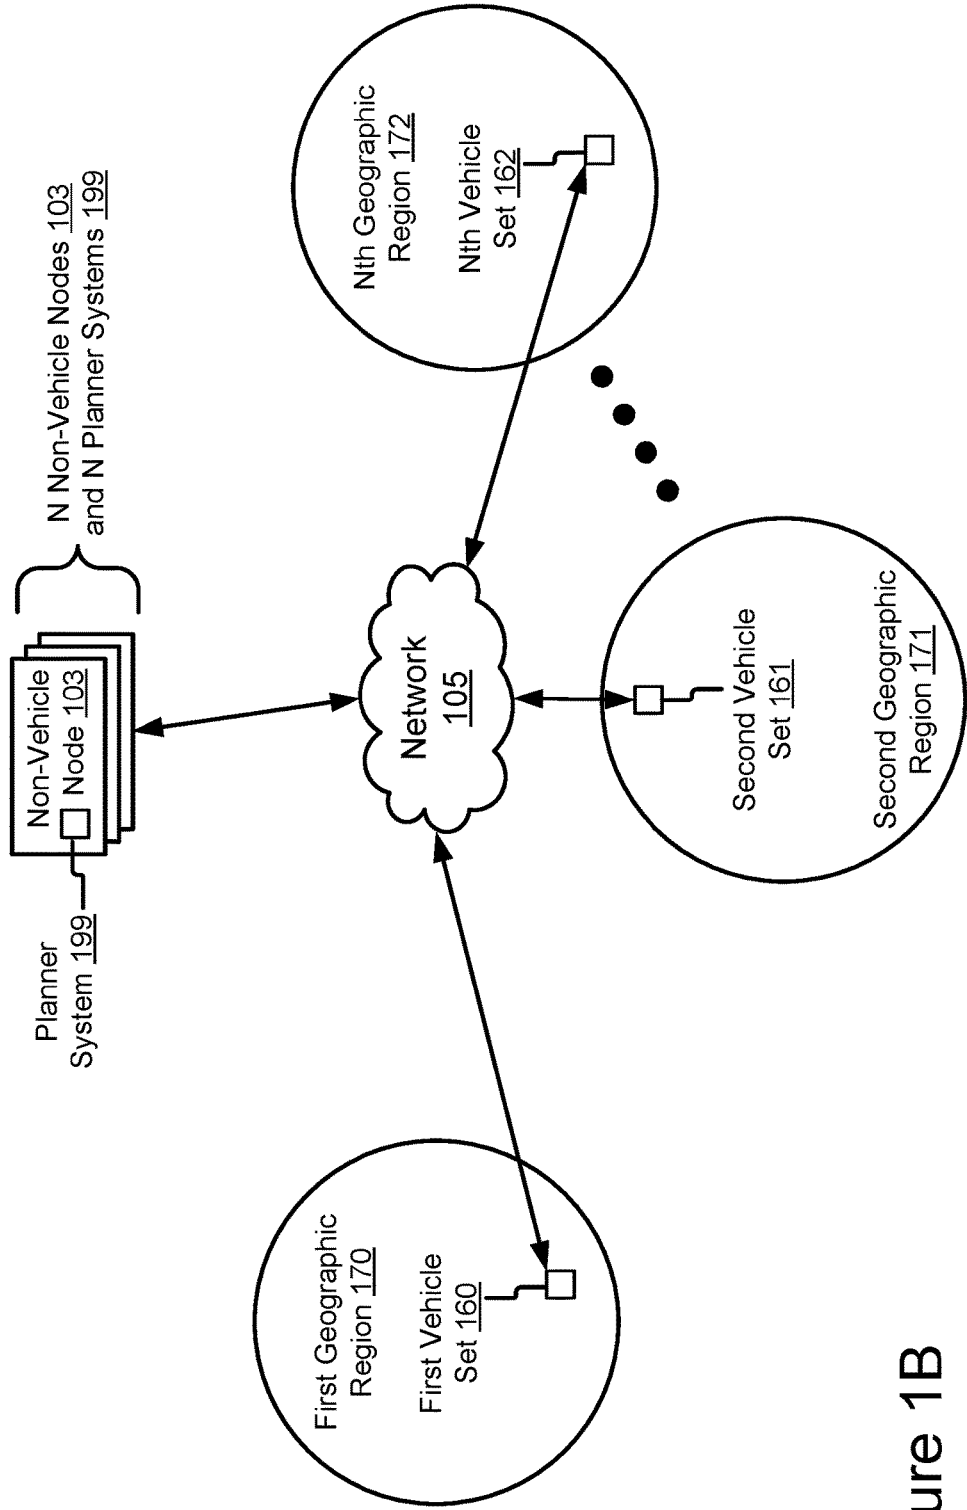 N Non-Vehicle Nodes 103
and N Planner Systems 199
Non-Vehicle
Node 103
Planner
System 199
Network
105
First Geographic
Region 170
First Vehicle
Set 160
Second Vehicle
Set 161
Second Geographic
Region 171
Nth Geographic
Region 172
Nth Vehicle
Set 162
ure 1B